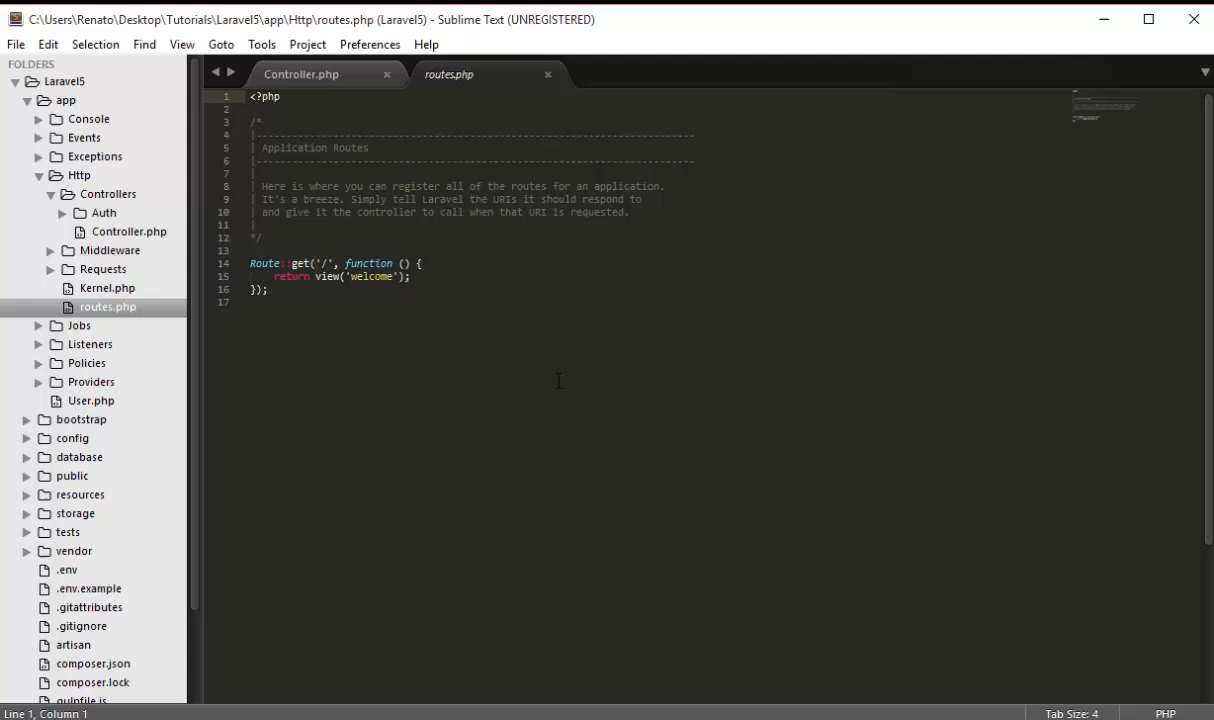 C:\Users\Renato\Desktop\Tutorials\Laravel5\app\Http\routes.php (Laravel5) - Sublime Text (UNREGISTERED)
File Edit Selection Find View Goto Tools Project Preferences Help
FOLDERS
Laravel5
app
Console
Events
Exceptions
Http
Controllers
Auth
Controller.php
Middleware
Requests
Kernel.php
routes.php
Jobs
Listeners
Policies
Providers
User.php
bootstrap
config
database
public
resources
storage
tests
vendor
.env
.env.example
.gitattributes
.gitignore
artisan
composer.json
composer.lock
gulpfile.js
Controller.php × routes.php ×
1 <?php
2
3 /*
4 |--------------------------------------------------------------------------
5 | Application Routes
6 |--------------------------------------------------------------------------
7 |
8 | Here is where you can register all of the routes for an application.
9 | It's a breeze. Simply tell Laravel the URIs it should respond to
10 | and give it the controller to call when that URI is requested.
11 |
12 */
13
14 Route::get('/', function () {
15     return view('welcome');
16 });
17
Line 1, Column 1 Tab Size: 4 PHP